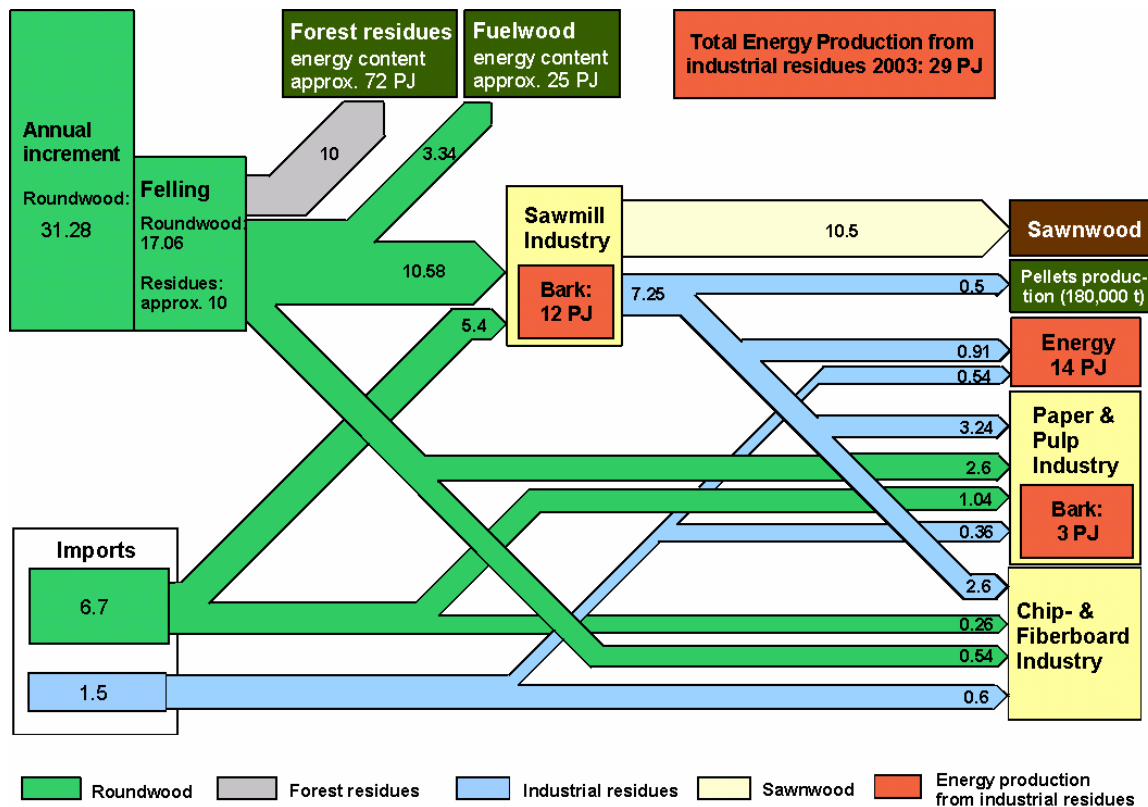 Forest residues
energy content
approx. 72 PJ
Fuelwood
energy content
approx. 25 PJ
Total Energy Production from
industrial residues 2003: 29 PJ
Annual
increment
Roundwood:
31.28
Felling
Roundwood:
17.06
Residues:
approx. 10
10
3.34
10.58
5.4
Sawmill
Industry
Bark:
12 PJ
10.5
7.25
Sawnwood
0.5
Pellets produc-
tion (180,000 t)
0.91
0.54
Energy
14 PJ
3.24
2.6
1.04
0.36
Paper &
Pulp
Industry
Bark:
3 PJ
2.6
0.26
0.54
0.6
Chip- &
Fiberboard
Industry
Imports
6.7
1.5
Roundwood
Forest residues
Industrial residues
Sawnwood
Energy production
from industrial residues